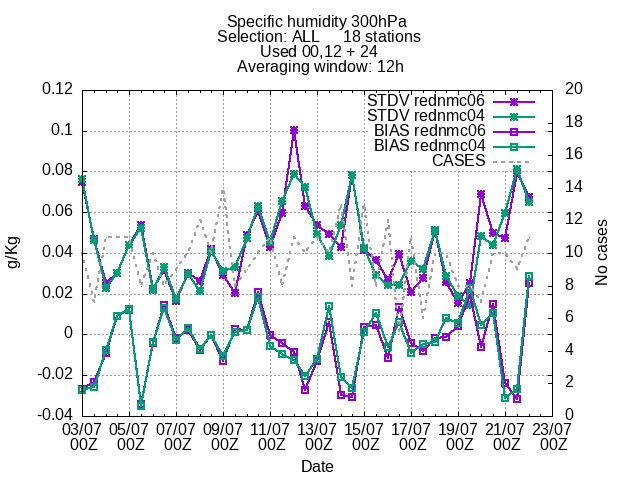 Specific humidity 300hPa
Selection: ALL 18 stations
Used 00,12 + 24
Averaging window: 12h
STDV rednmc06
STDV rednmc04
BIAS rednmc06
BIAS rednmc04
CASES
g/Kg
0.12
0.1
0.08
0.06
0.04
0.02
0
-0.02
-0.04
20
18
16
14
12
10
8
6
4
2
0
No cases
03/07 05/07 07/07 09/07 11/07 13/07 15/07 17/07 19/07 21/07 23/07
00Z 00Z 00Z 00Z 00Z 00Z 00Z 00Z 00Z 00Z 00Z
Date